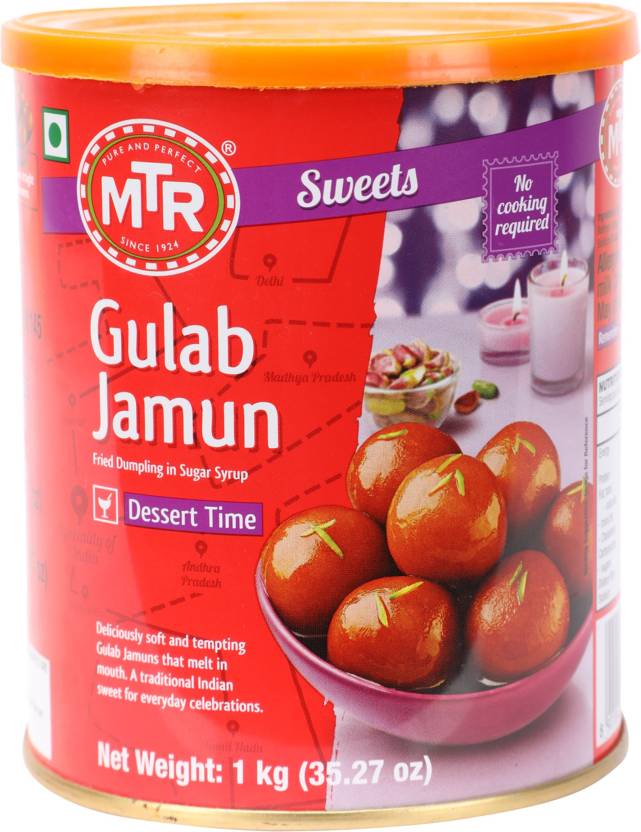 PURE AND PERFECT
MTR
®
SINCE 1924
Sweets
No
cooking
required
Delhi
Gulab
Jamun
Madhya Pradesh
Fried Dumpling in Sugar Syrup
Dessert Time
Andhra
Pradesh
Deliciously soft and tempting
Gulab Jamuns that melt in
mouth. A traditional Indian
sweet for everyday celebrations.
Tamil Nadu
Net Weight: 1 kg (35.27 oz)